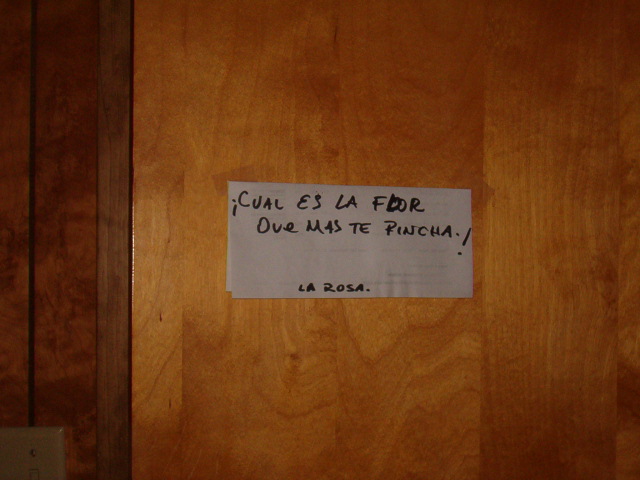 ¡CUAL ES LA FLOR
QUE MAS TE PINCHA.!
LA ROSA.